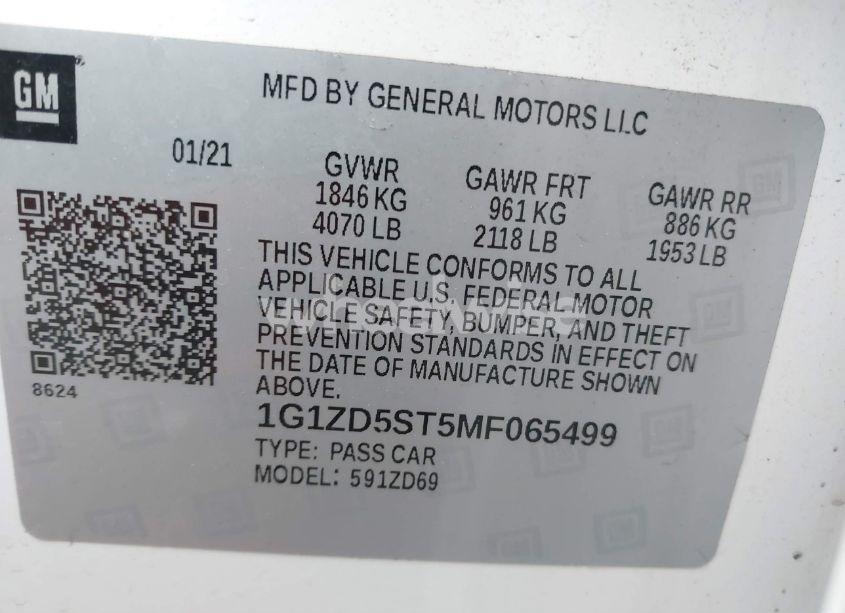 GM
MFD BY GENERAL MOTORS LLC
01/21
GVWR
1846 KG
4070 LB
GAWR FRT
961 KG
2118 LB
GAWR RR
886 KG
1953 LB
THIS VEHICLE CONFORMS TO ALL
APPLICABLE U.S. FEDERAL MOTOR
VEHICLE SAFETY, BUMPER, AND THEFT
PREVENTION STANDARDS IN EFFECT ON
THE DATE OF MANUFACTURE SHOWN
ABOVE.
8624
1G1ZD5ST5MF065499
TYPE: PASS CAR
MODEL: 591ZD69